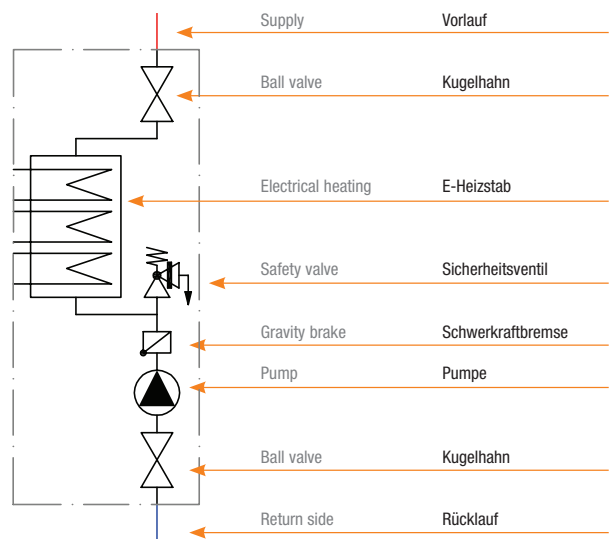 Supply Vorlauf
Ball valve Kugelhahn
Electrical heating E-Heizstab
Safety valve Sicherheitsventil
Gravity brake Schwerkraftbremse
Pump Pumpe
Ball valve Kugelhahn
Return side Rücklauf